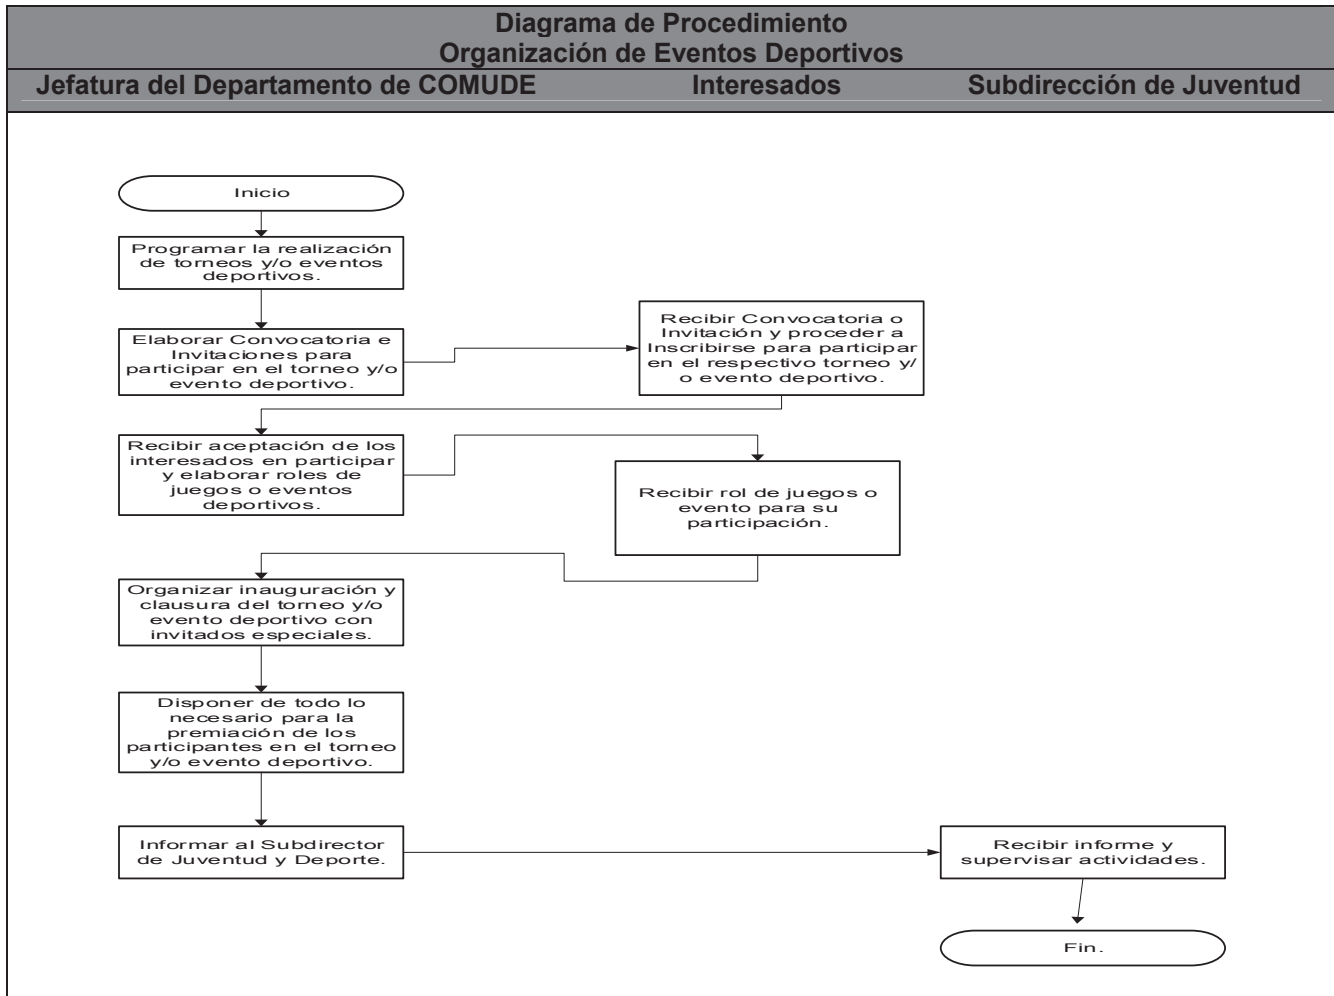 Diagrama de Procedimiento
Organización de Eventos Deportivos
Jefatura del Departamento de COMUDE
Interesados
Subdirección de Juventud
Inicio
Programar la realización
de torneos y/o eventos
deportivos.
Elaborar Convocatoria e
Invitaciones para
participar en el torneo y/o
evento deportivo.
Recibir Convocatoria o
Invitación y proceder a
Inscribirse para participar
en el respectivo torneo y/
o evento deportivo.
Recibir aceptación de los
interesados en participar
y elaborar roles de
juegos o eventos
deportivos.
Recibir rol de juegos o
evento para su
participación.
Organizar inauguración y
clausura del torneo y/o
evento deportivo con
invitados especiales.
Disponer de todo lo
necesario para la
premiación de los
participantes en el torneo
y/o evento deportivo.
Informar al Subdirector
de Juventud y Deporte.
Recibir informe y
supervisar actividades.
Fin.